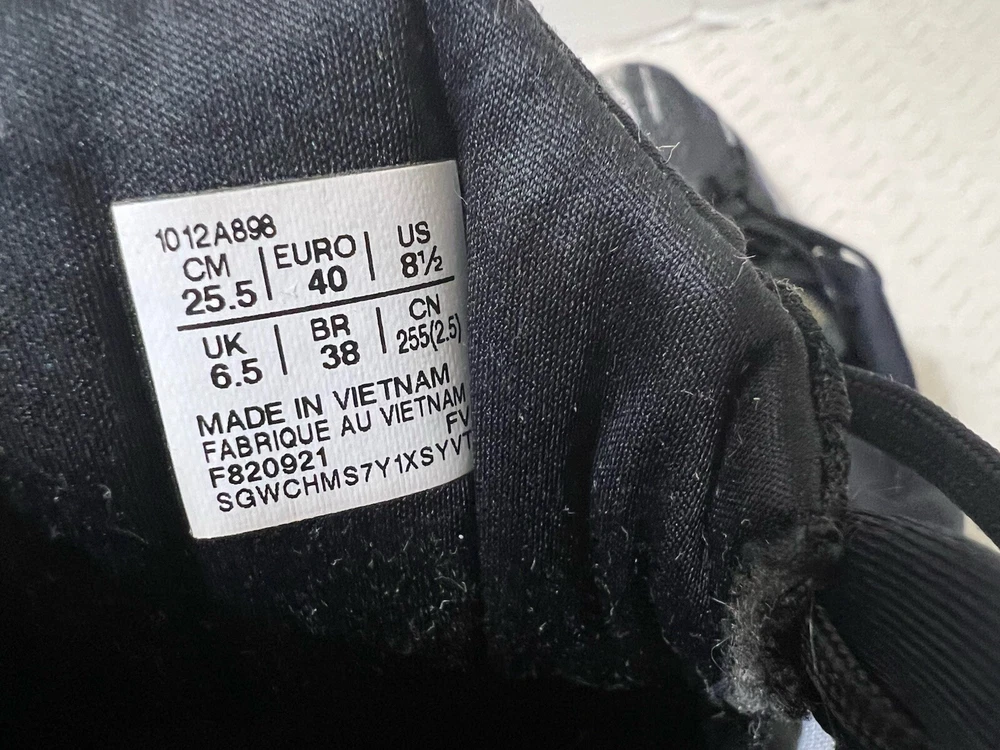 1012A898
CM | EURO | US
25.5 | 40 | 8½
UK | BR | CN
6.5 | 38 | 255(2.5)
MADE IN VIETNAM
FABRIQUE AU VIETNAM
FV
F820921
SGWCHMS7Y1XSYVT